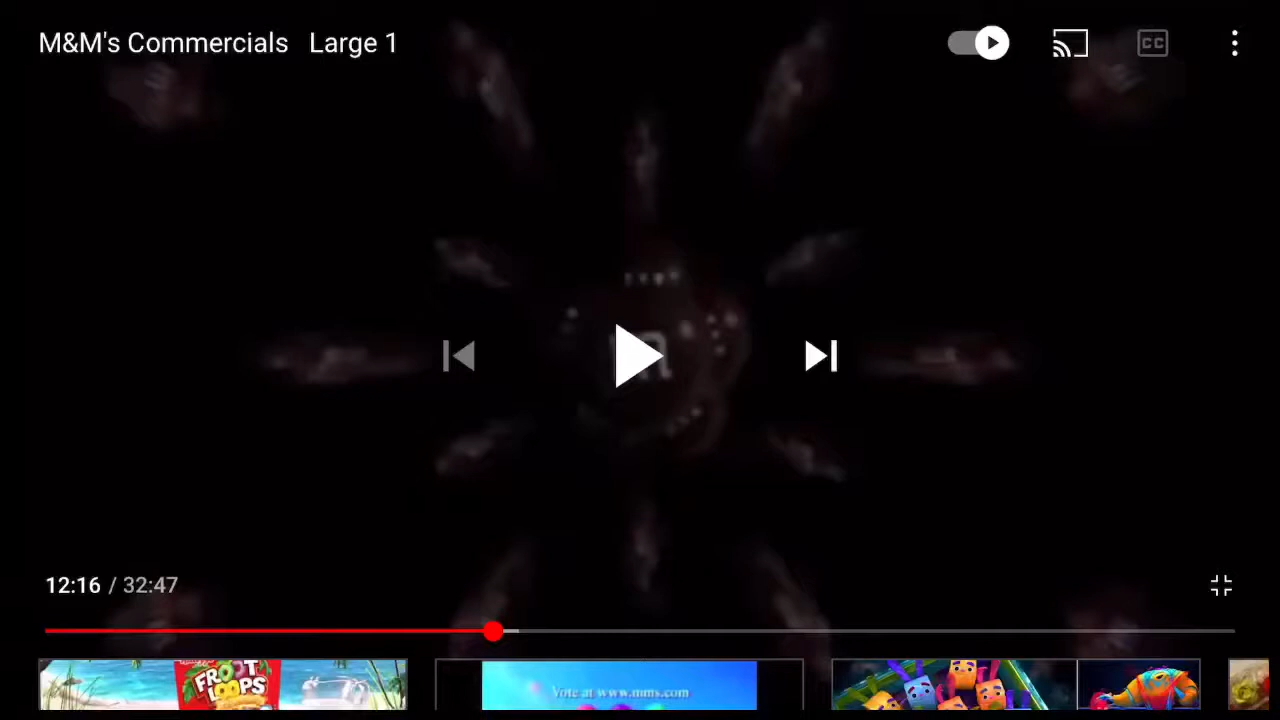 M&M's Commercials   Large 1
CC
m
12:16 / 32:47
FROOT
LOOPS
Vote at www.mms.com